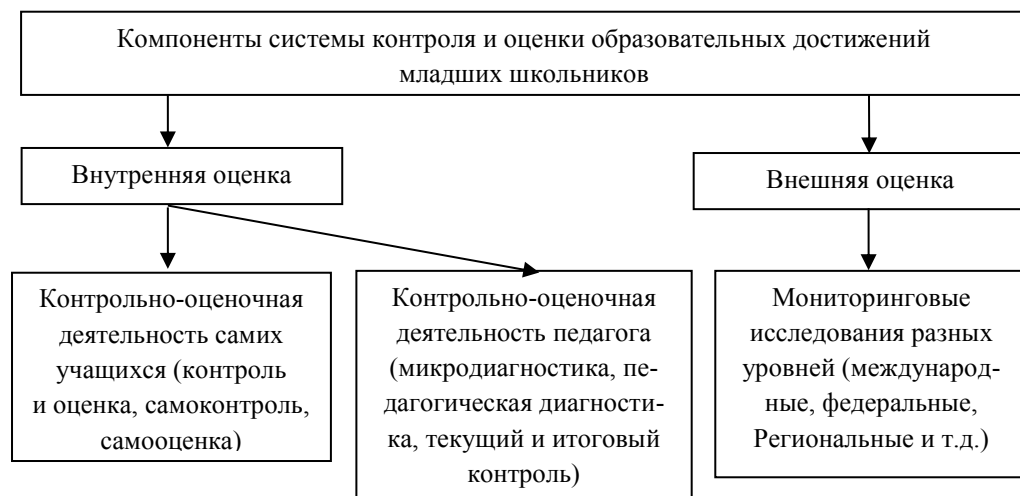 Компоненты системы контроля и оценки образовательных достижений
младших школьников
Внутренняя оценка
Внешняя оценка
Контрольно-оценочная
деятельность самих
учащихся (контроль
и оценка, самоконтроль,
самооценка)
Контрольно-оценочная
деятельность педагога
(микродиагностика, пе-
дагогическая диагности-
ка, текущий и итоговый
контроль)
Мониторинговые
исследования разных
уровней (международ-
ные, федеральные,
Региональные и т.д.)